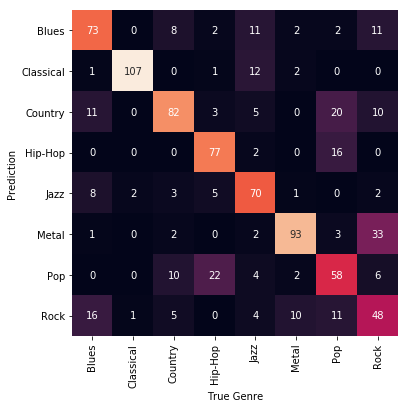 Blues 73 0 8 2 11 2 2 11
Classical 1 107 0 1 12 2 0 0
Country 11 0 82 3 5 0 20 10
Hip-Hop 0 0 0 77 2 0 16 0
Jazz 8 2 3 5 70 1 0 2
Metal 1 0 2 0 2 93 3 33
Pop 0 0 10 22 4 2 58 6
Rock 16 1 5 0 4 10 11 48
Prediction
Blues Classical Country Hip-Hop Jazz Metal Pop Rock
True Genre